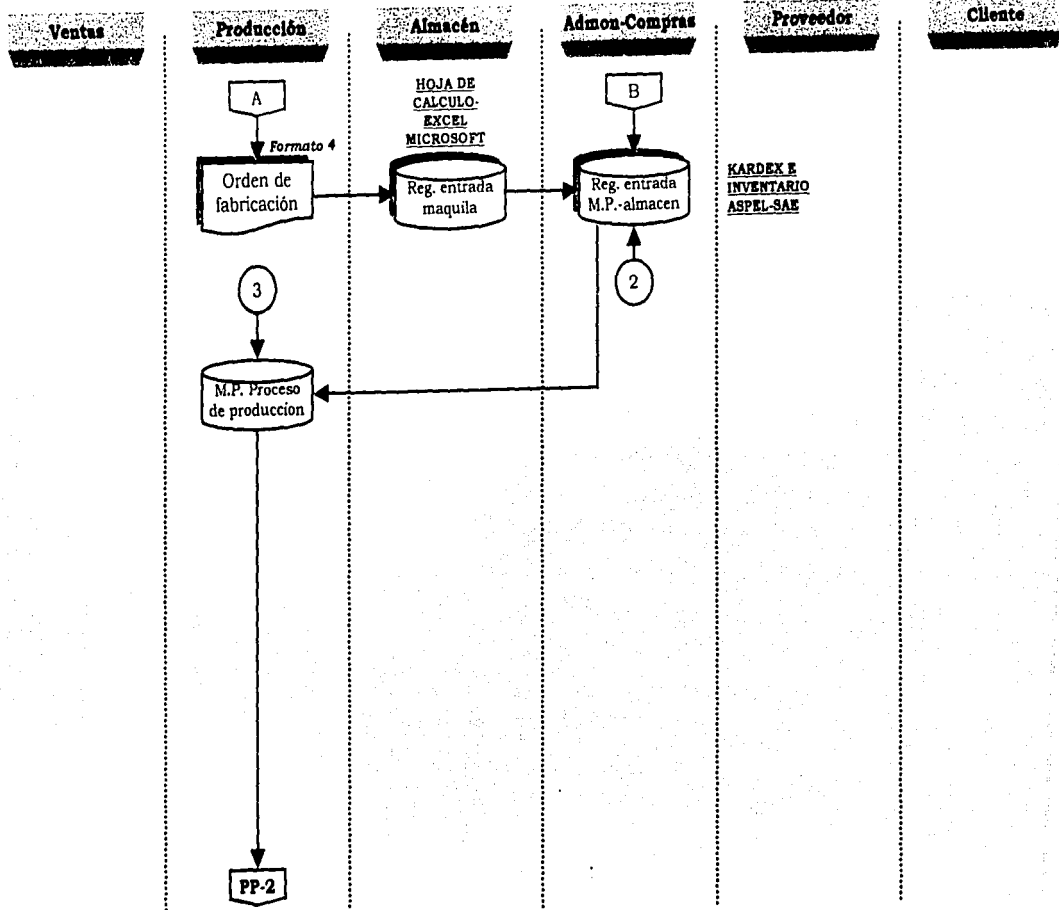 Ventas
Producción
Almacén
Admon-Compras
Proveedor
Cliente
A
HOJA DE
CALCULO-
EXCEL
MICROSOFT
B
Formato 4
Orden de
fabricación
Reg. entrada
maquila
Reg. entrada
M.P.-almacen
KARDEX E
INVENTARIO
ASPEL-SAE
3
2
M.P. Proceso
de produccion
PP-2